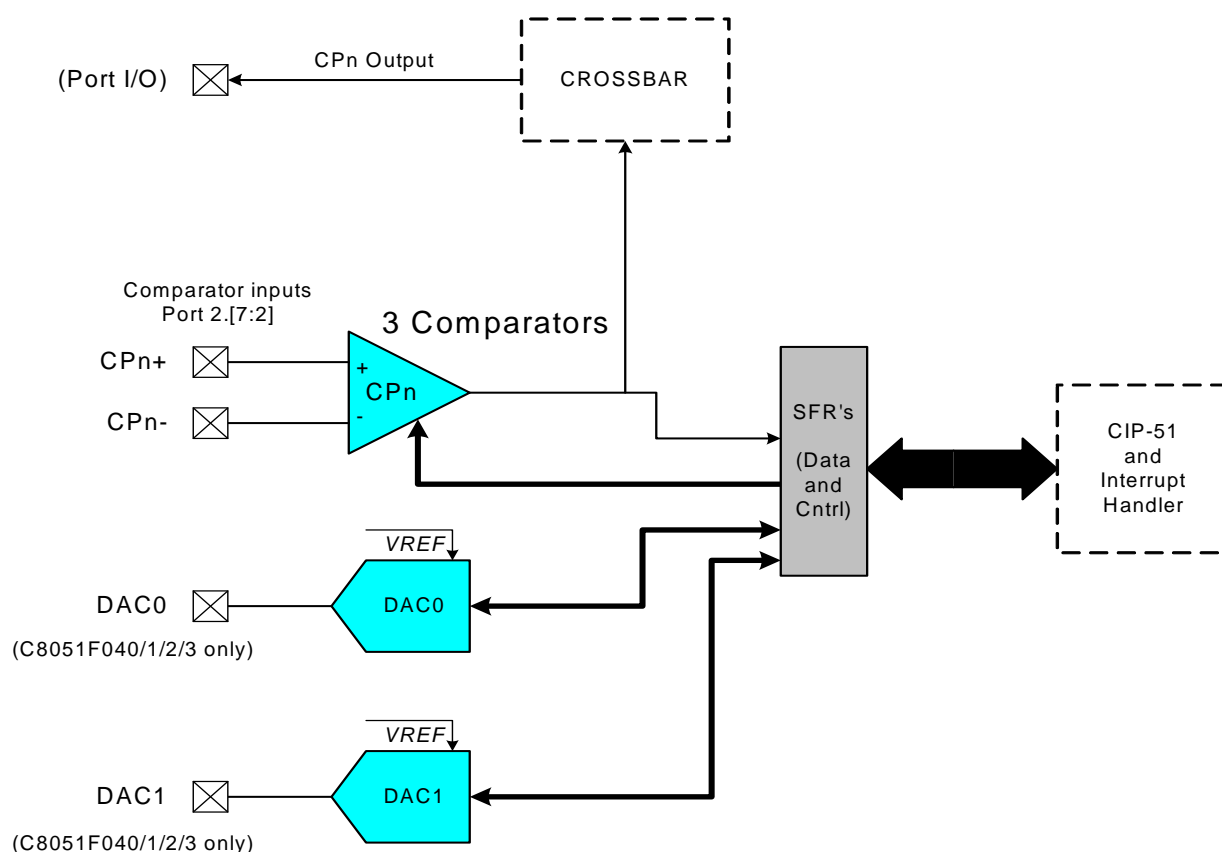 (Port I/O)
CPn Output
CROSSBAR
Comparator inputs
Port 2.[7:2]
3 Comparators
CPn+
+
CPn
CPn-
-
SFR's
(Data
and
Cntrl)
CIP-51
and
Interrupt
Handler
VREF
DAC0
DAC0
(C8051F040/1/2/3 only)
VREF
DAC1
DAC1
(C8051F040/1/2/3 only)